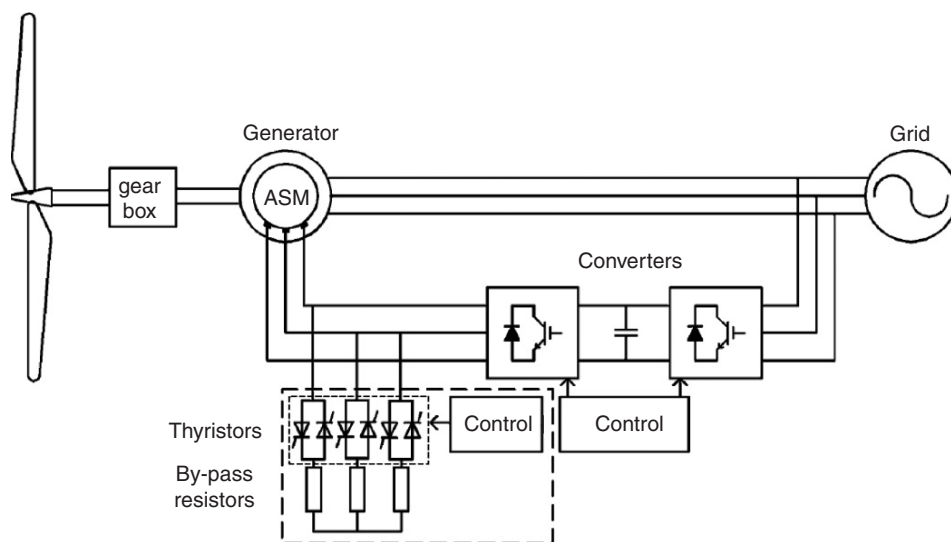 Generator
Grid
gear
box
ASM
Converters
Thyristors
Control
Control
By-pass
resistors